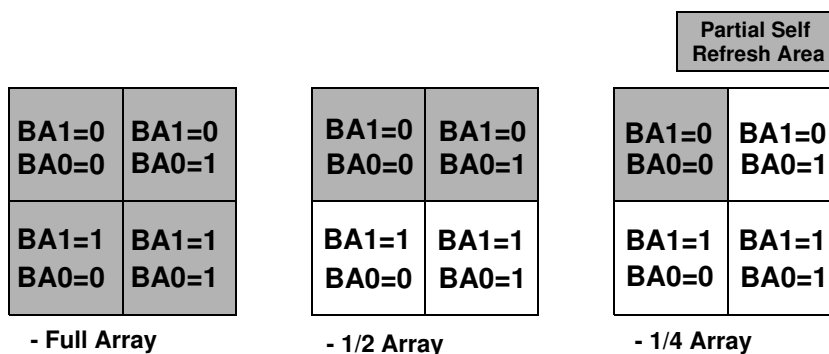 Partial Self
Refresh Area
BA1=0 BA1=0
BA0=0 BA0=1
BA1=1 BA1=1
BA0=0 BA0=1
- Full Array
BA1=0 BA1=0
BA0=0 BA0=1
BA1=1 BA1=1
BA0=0 BA0=1
- 1/2 Array
BA1=0 BA1=0
BA0=0 BA0=1
BA1=1 BA1=1
BA0=0 BA0=1
- 1/4 Array